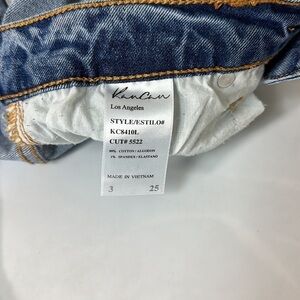 KanCan
Los Angeles
STYLE/ESTILO#
KC8410L
CUT# 5522
99% COTTON/ALGODON
1% SPANDEX/ELASTANO
MADE IN VIETNAM
3 25